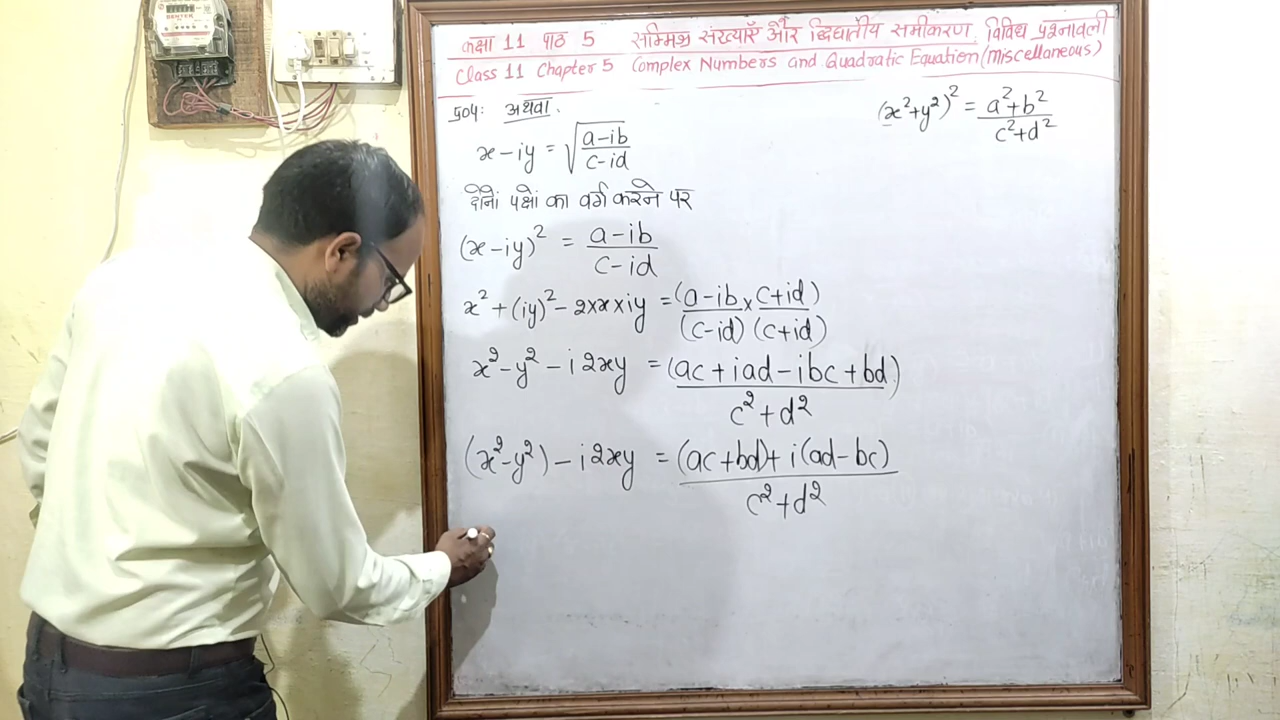 कक्षा 11 पाठ 5 सम्मिश्र संख्याएँ और द्विघातीय समीकरण, विविध प्रश्नावली
Class 11 Chapter 5 Complex Numbers and Quadratic Equation (Miscellaneous)
प्र04: अथवा.
(x²+y²)² = a²+b² / c²+d²
x-iy = √(a-ib / c-id)
दोनों पक्षों का वर्ग करने पर
(x-iy)² = a-ib / c-id
x² + (iy)² - 2×x×iy = (a-ib × c+id) / (c-id) (c+id)
x² - y² - i2xy = (ac+iad-ibc+bd) / c²+d²
(x²-y²) - i2xy = (ac+bd)+i(ad-bc) / c²+d²